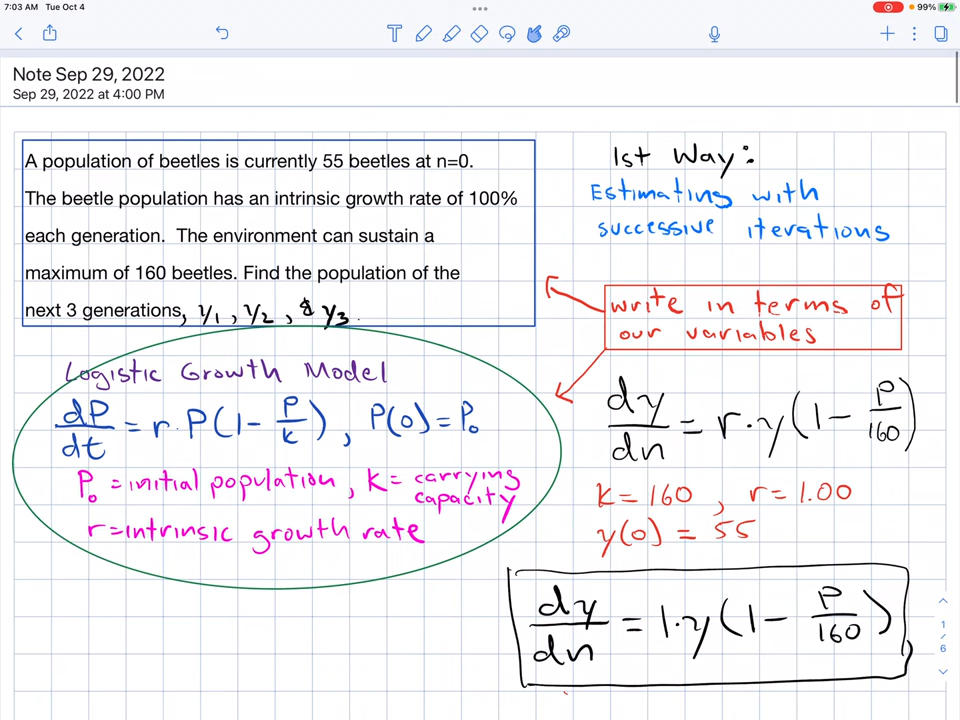 7:03 AM Tue Oct 4
99%
Note Sep 29, 2022
Sep 29, 2022 at 4:00 PM
A population of beetles is currently 55 beetles at n=0.
The beetle population has an intrinsic growth rate of 100%
each generation. The environment can sustain a
maximum of 160 beetles. Find the population of the
next 3 generations, y1, y2, & y3.
1st Way:
Estimating with
successive iterations
write in terms of
our variables
Logistic Growth Model
dP/dt = r·P(1 - P/k), P(0) = P₀
P₀ = initial population, K = carrying capacity
r = intrinsic growth rate
dy/dn = r·y(1 - P/160)
K = 160, r = 1.00
y(0) = 55
dy/dn = 1·y(1 - P/160)
1
/
6